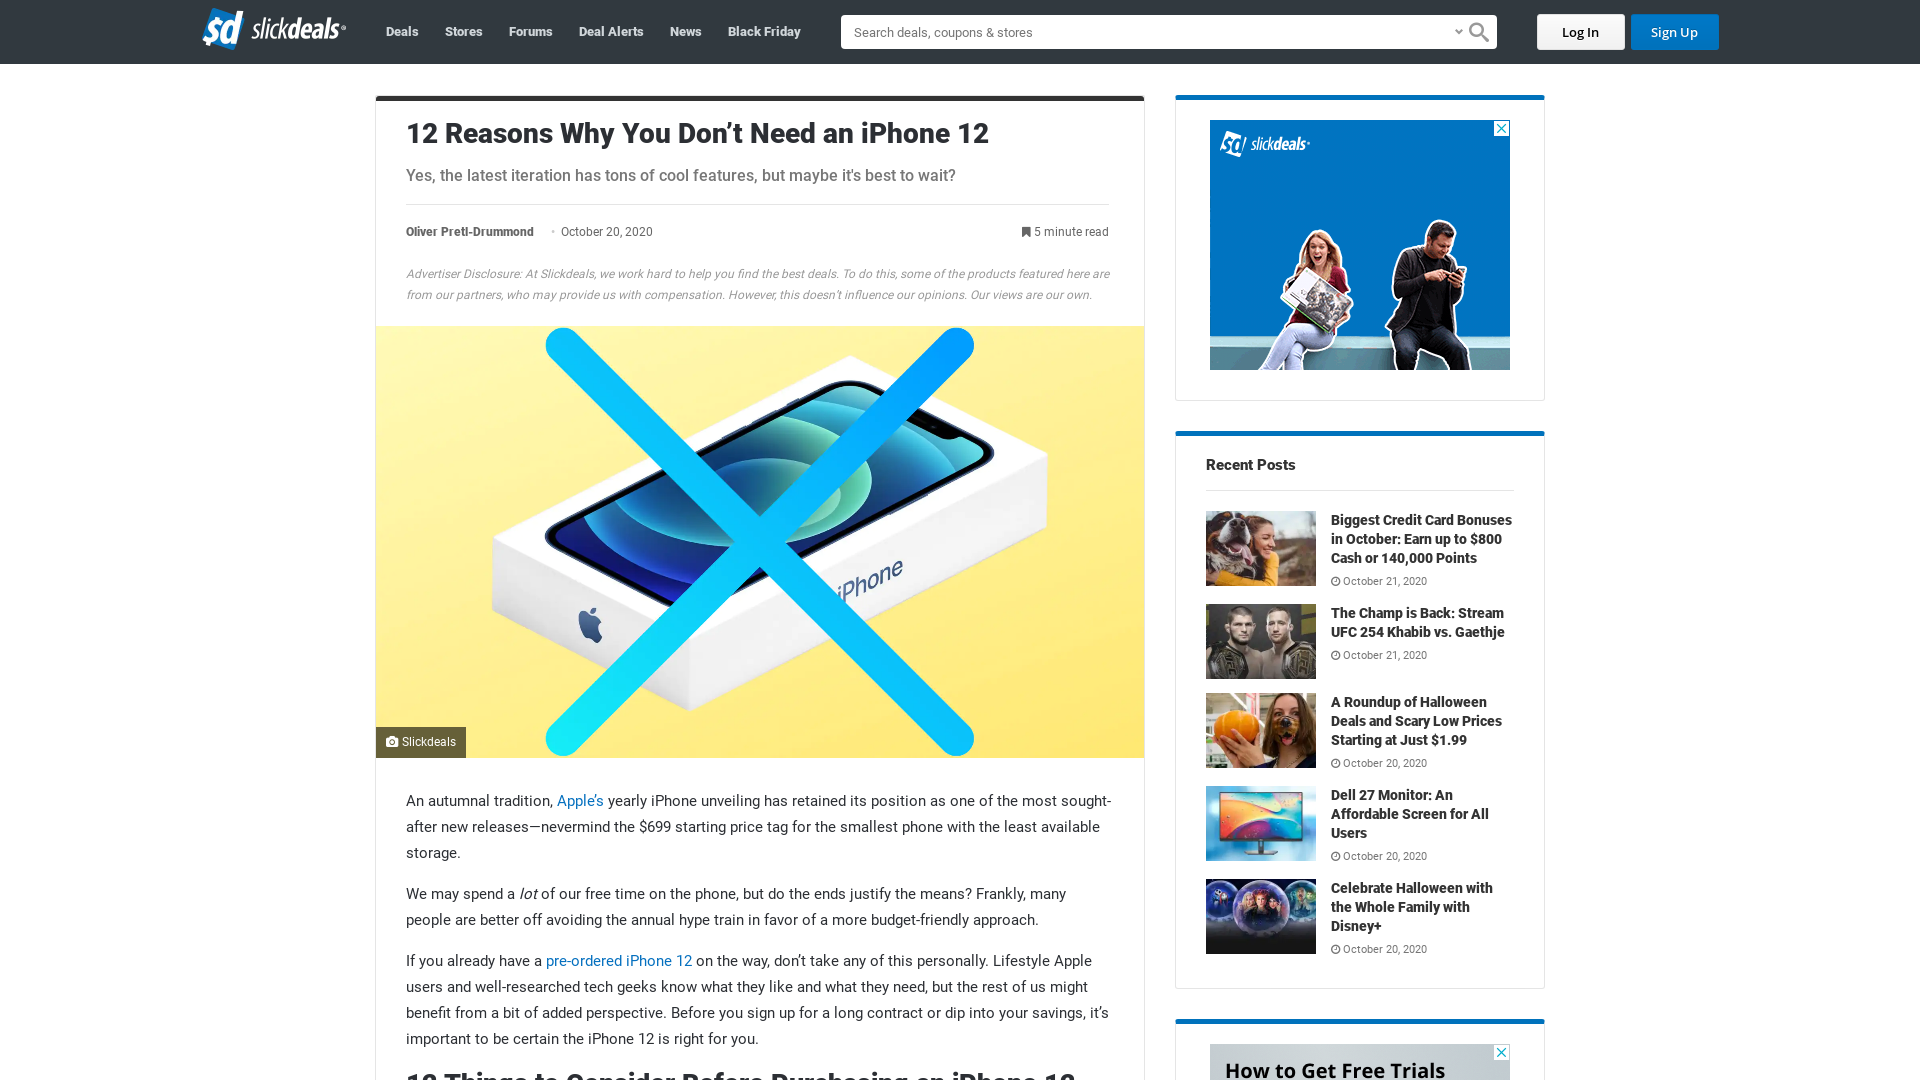 sd slickdeals
Deals
Stores
Forums
Deal Alerts
News
Black Friday
Search deals, coupons & stores
Log In
Sign Up
12 Reasons Why You Don’t Need an iPhone 12
Yes, the latest iteration has tons of cool features, but maybe it's best to wait?
Oliver Pretl-Drummond • October 20, 2020
5 minute read
Advertiser Disclosure: At Slickdeals, we work hard to help you find the best deals. To do this, some of the products featured here are
from our partners, who may provide us with compensation. However, this doesn’t influence our opinions. Our views are our own.
iPhone
Slickdeals
An autumnal tradition, Apple’s yearly iPhone unveiling has retained its position as one of the most sought-
after new releases—nevermind the $699 starting price tag for the smallest phone with the least available
storage.
We may spend a lot of our free time on the phone, but do the ends justify the means? Frankly, many
people are better off avoiding the annual hype train in favor of a more budget-friendly approach.
If you already have a pre-ordered iPhone 12 on the way, don’t take any of this personally. Lifestyle Apple
users and well-researched tech geeks know what they like and what they need, but the rest of us might
benefit from a bit of added perspective. Before you sign up for a long contract or dip into your savings, it’s
important to be certain the iPhone 12 is right for you.
12 Things to Consider Before Purchasing an iPhone 12
sd slickdeals
Recent Posts
Biggest Credit Card Bonuses
in October: Earn up to $800
Cash or 140,000 Points
October 21, 2020
The Champ is Back: Stream
UFC 254 Khabib vs. Gaethje
October 21, 2020
A Roundup of Halloween
Deals and Scary Low Prices
Starting at Just $1.99
October 20, 2020
Dell 27 Monitor: An
Affordable Screen for All
Users
October 20, 2020
Celebrate Halloween with
the Whole Family with
Disney+
October 20, 2020
How to Get Free Trials